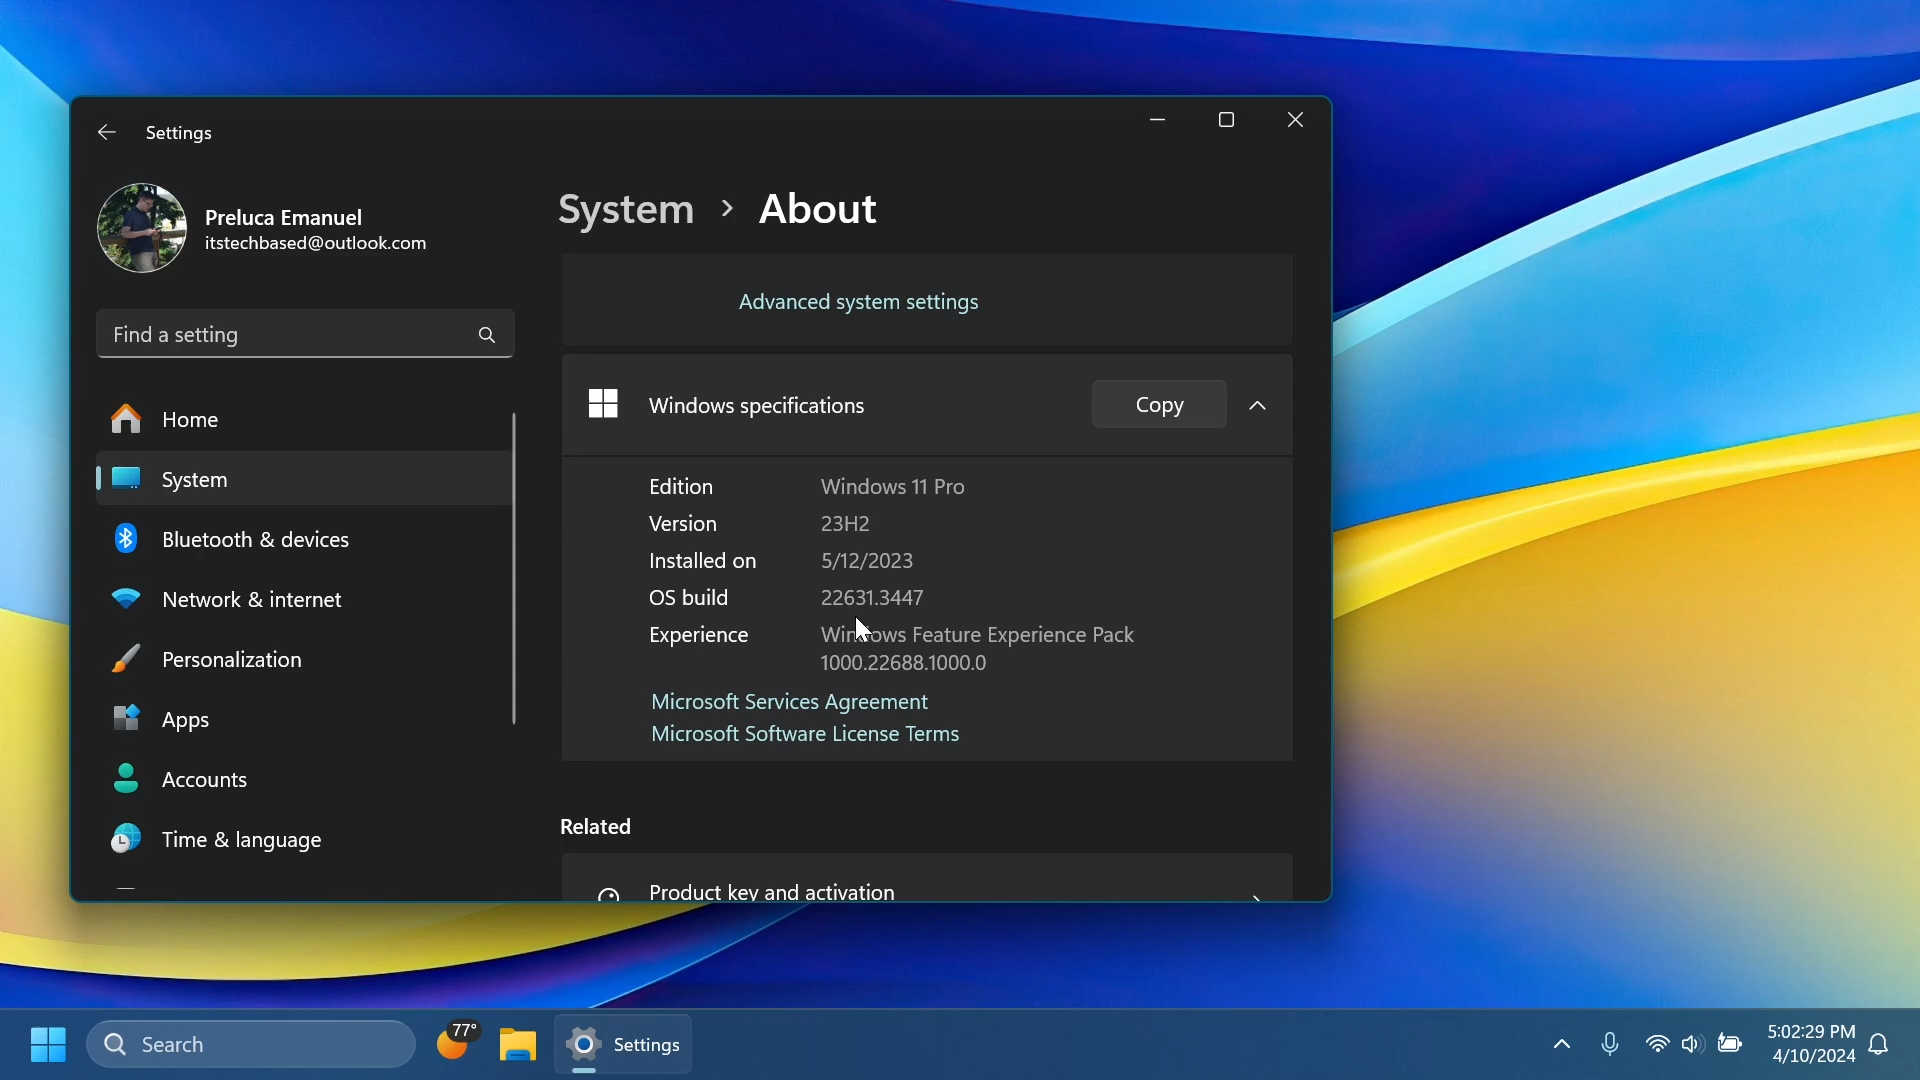 Settings
Preluca Emanuel
itstechbased@outlook.com
Find a setting
Home
System
Bluetooth & devices
Network & internet
Personalization
Apps
Accounts
Time & language
System > About
Advanced system settings
Windows specifications
Copy
Edition Windows 11 Pro
Version 23H2
Installed on 5/12/2023
OS build 22631.3447
Experience Windows Feature Experience Pack
1000.22688.1000.0
Microsoft Services Agreement
Microsoft Software License Terms
Related
Product key and activation
Search
77°
Settings
5:02:29 PM
4/10/2024